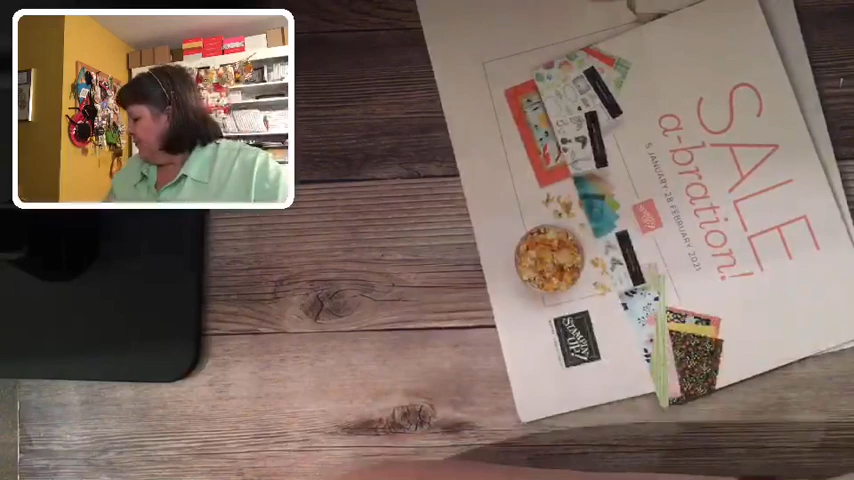 SALE
a-bration!
5 JANUARY-28 FEBRUARY 2021
STAMPIN'
UP!